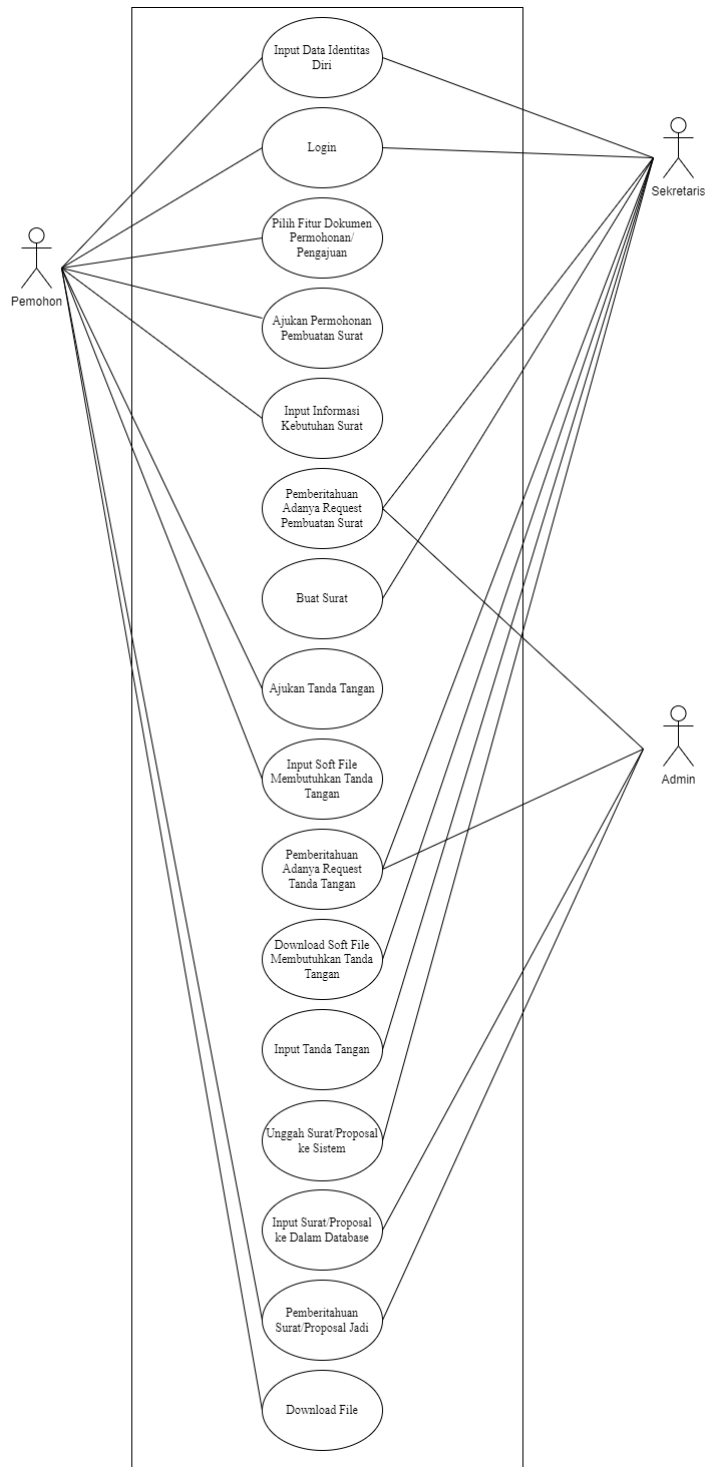 Input Data Identitas
Diri
Login
Sekretaris
Pilih Fitur Dokumen
Permohonan/
Pengajuan
Pemohon
Ajukan Permohonan
Pembuatan Surat
Input Informasi
Kebutuhan Surat
Pemberitahuan
Adanya Request
Pembuatan Surat
Buat Surat
Ajukan Tanda Tangan
Input Soft File
Membutuhkan Tanda
Tangan
Admin
Pemberitahuan
Adanya Request
Tanda Tangan
Download Soft File
Membutuhkan Tanda
Tangan
Input Tanda Tangan
Unggah Surat/Proposal
ke Sistem
Input Surat/Proposal
ke Dalam Database
Pemberitahuan
Surat/Proposal Jadi
Download File